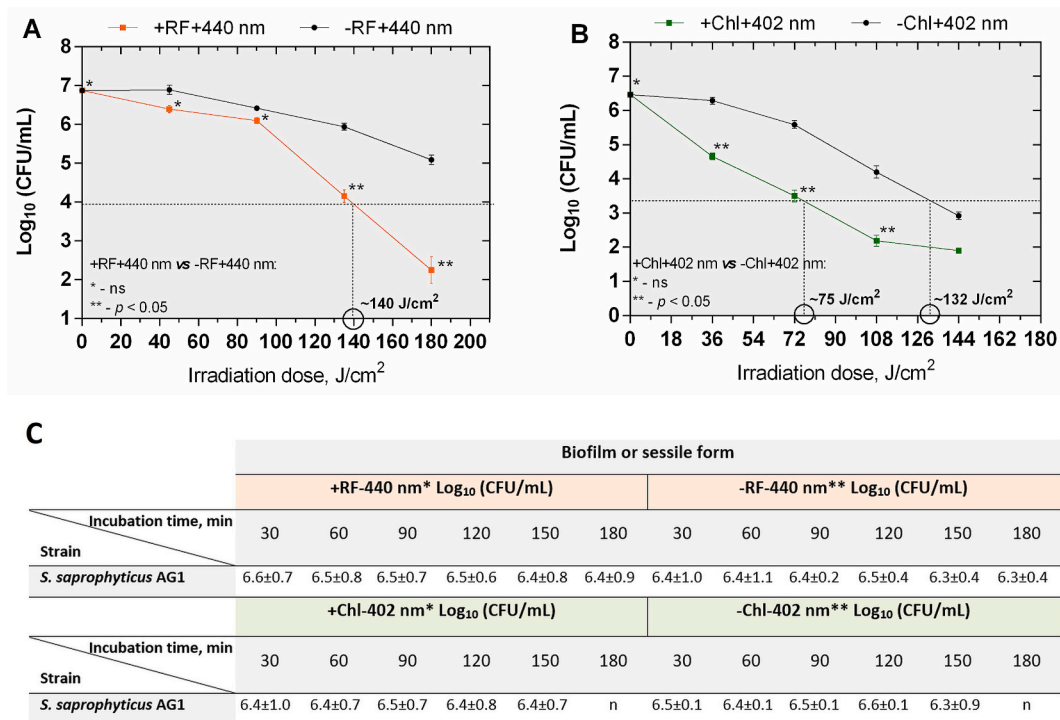 A
+RF+440 nm
-RF+440 nm
8
7
6
5
4
3
2
1
Log10 (CFU/mL)
*
*
*
**
**
+RF+440 nm vs -RF+440 nm:
* - ns
** - p < 0.05
~140 J/cm2
0 20 40 60 80 100 120 140 160 180 200
Irradiation dose, J/cm2
B
+Chl+402 nm
-Chl+402 nm
8
7
6
5
4
3
2
1
0
Log10 (CFU/mL)
*
**
**
**
+Chl+402 nm vs -Chl+402 nm:
* - ns
** - p < 0.05
~75 J/cm2
~132 J/cm2
0 18 36 54 72 90 108 126 144 162 180
Irradiation dose, J/cm2
C
Biofilm or sessile form
+RF-440 nm* Log10 (CFU/mL) -RF-440 nm** Log10 (CFU/mL)
Incubation time, min
Strain
30 60 90 120 150 180 30 60 90 120 150 180
S. saprophyticus AG1 6.6±0.7 6.5±0.8 6.5±0.7 6.5±0.6 6.4±0.8 6.4±0.9 6.4±1.0 6.4±1.1 6.4±0.2 6.5±0.4 6.3±0.4 6.3±0.4
+Chl-402 nm* Log10 (CFU/mL) -Chl-402 nm** Log10 (CFU/mL)
Incubation time, min
Strain
30 60 90 120 150 180 30 60 90 120 150 180
S. saprophyticus AG1 6.4±1.0 6.4±0.7 6.5±0.7 6.4±0.8 6.4±0.7 n 6.5±0.1 6.4±0.1 6.5±0.1 6.6±0.1 6.3±0.9 n